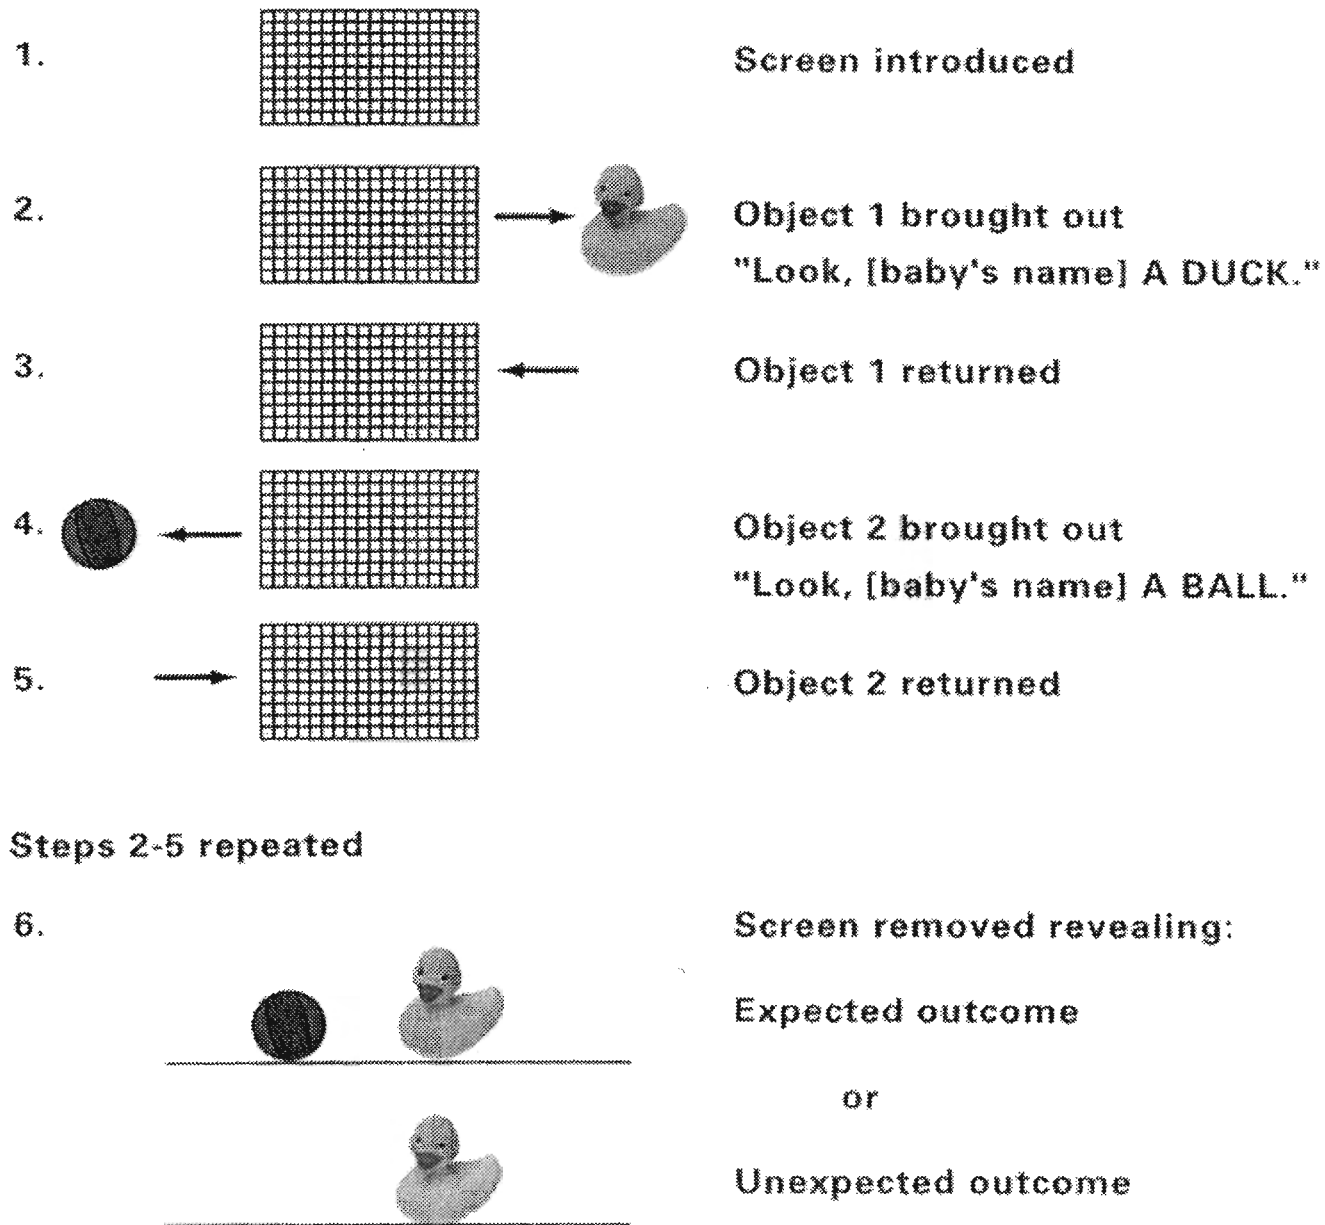 1.
Screen introduced
2.
Object 1 brought out
"Look, [baby's name] A DUCK."
3.
Object 1 returned
4.
Object 2 brought out
"Look, [baby's name] A BALL."
5.
Object 2 returned
Steps 2-5 repeated
6.
Screen removed revealing:
Expected outcome
or
Unexpected outcome